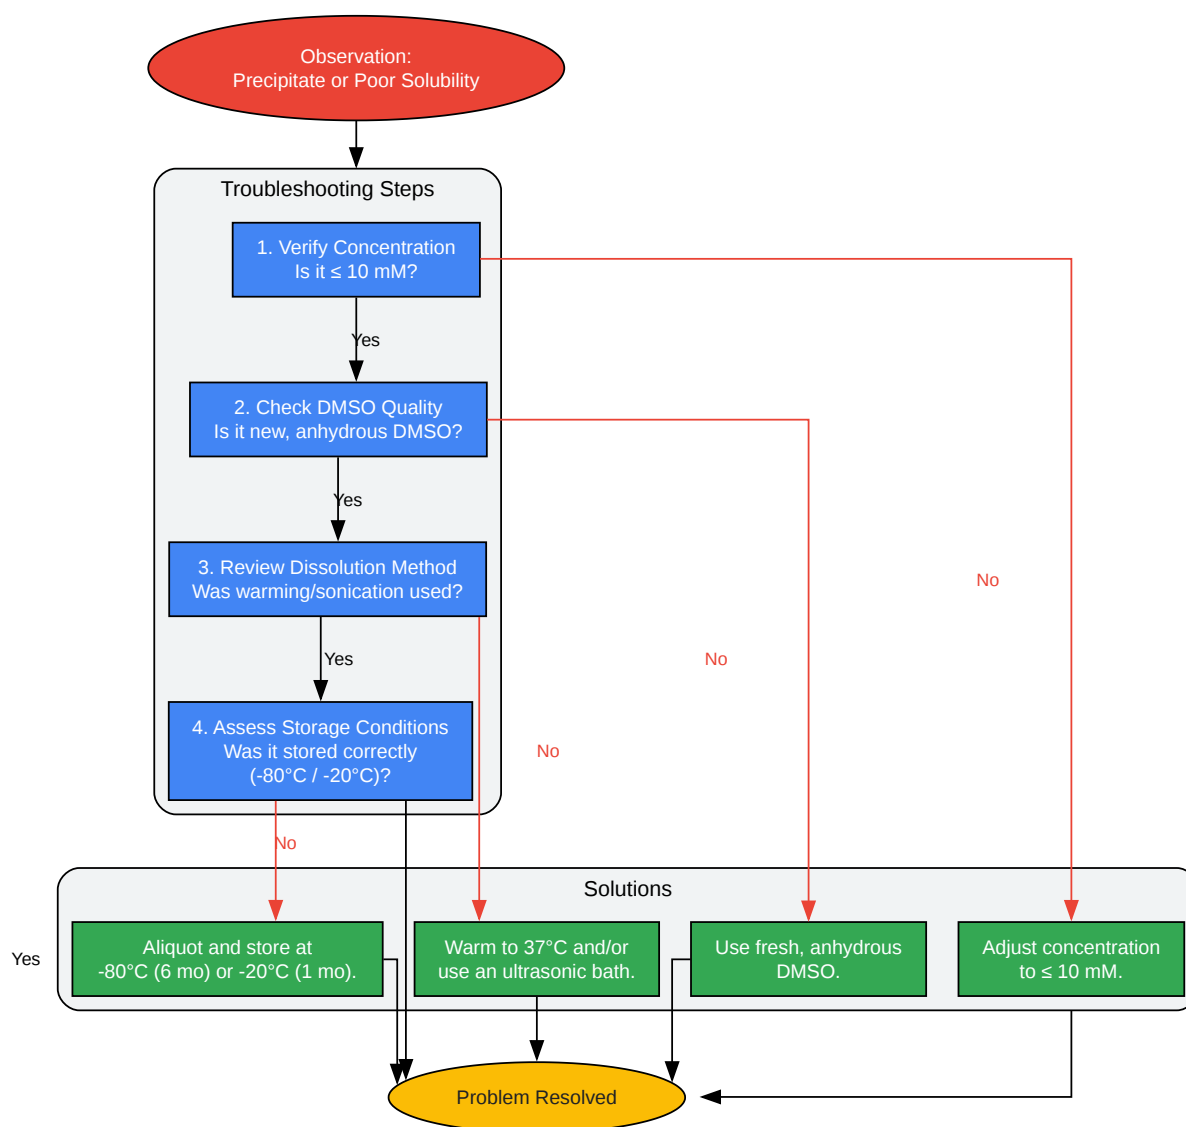 Observation:
Precipitate or Poor Solubility
Troubleshooting Steps
1. Verify Concentration
Is it ≤ 10 mM?
Yes
2. Check DMSO Quality
Is it new, anhydrous DMSO?
Yes
3. Review Dissolution Method
Was warming/sonication used?
No
Yes
No
4. Assess Storage Conditions
Was it stored correctly
(-80°C / -20°C)?
No
No
Solutions
Yes
Aliquot and store at
-80°C (6 mo) or -20°C (1 mo).
Warm to 37°C and/or
use an ultrasonic bath.
Use fresh, anhydrous
DMSO.
Adjust concentration
to ≤ 10 mM.
Problem Resolved